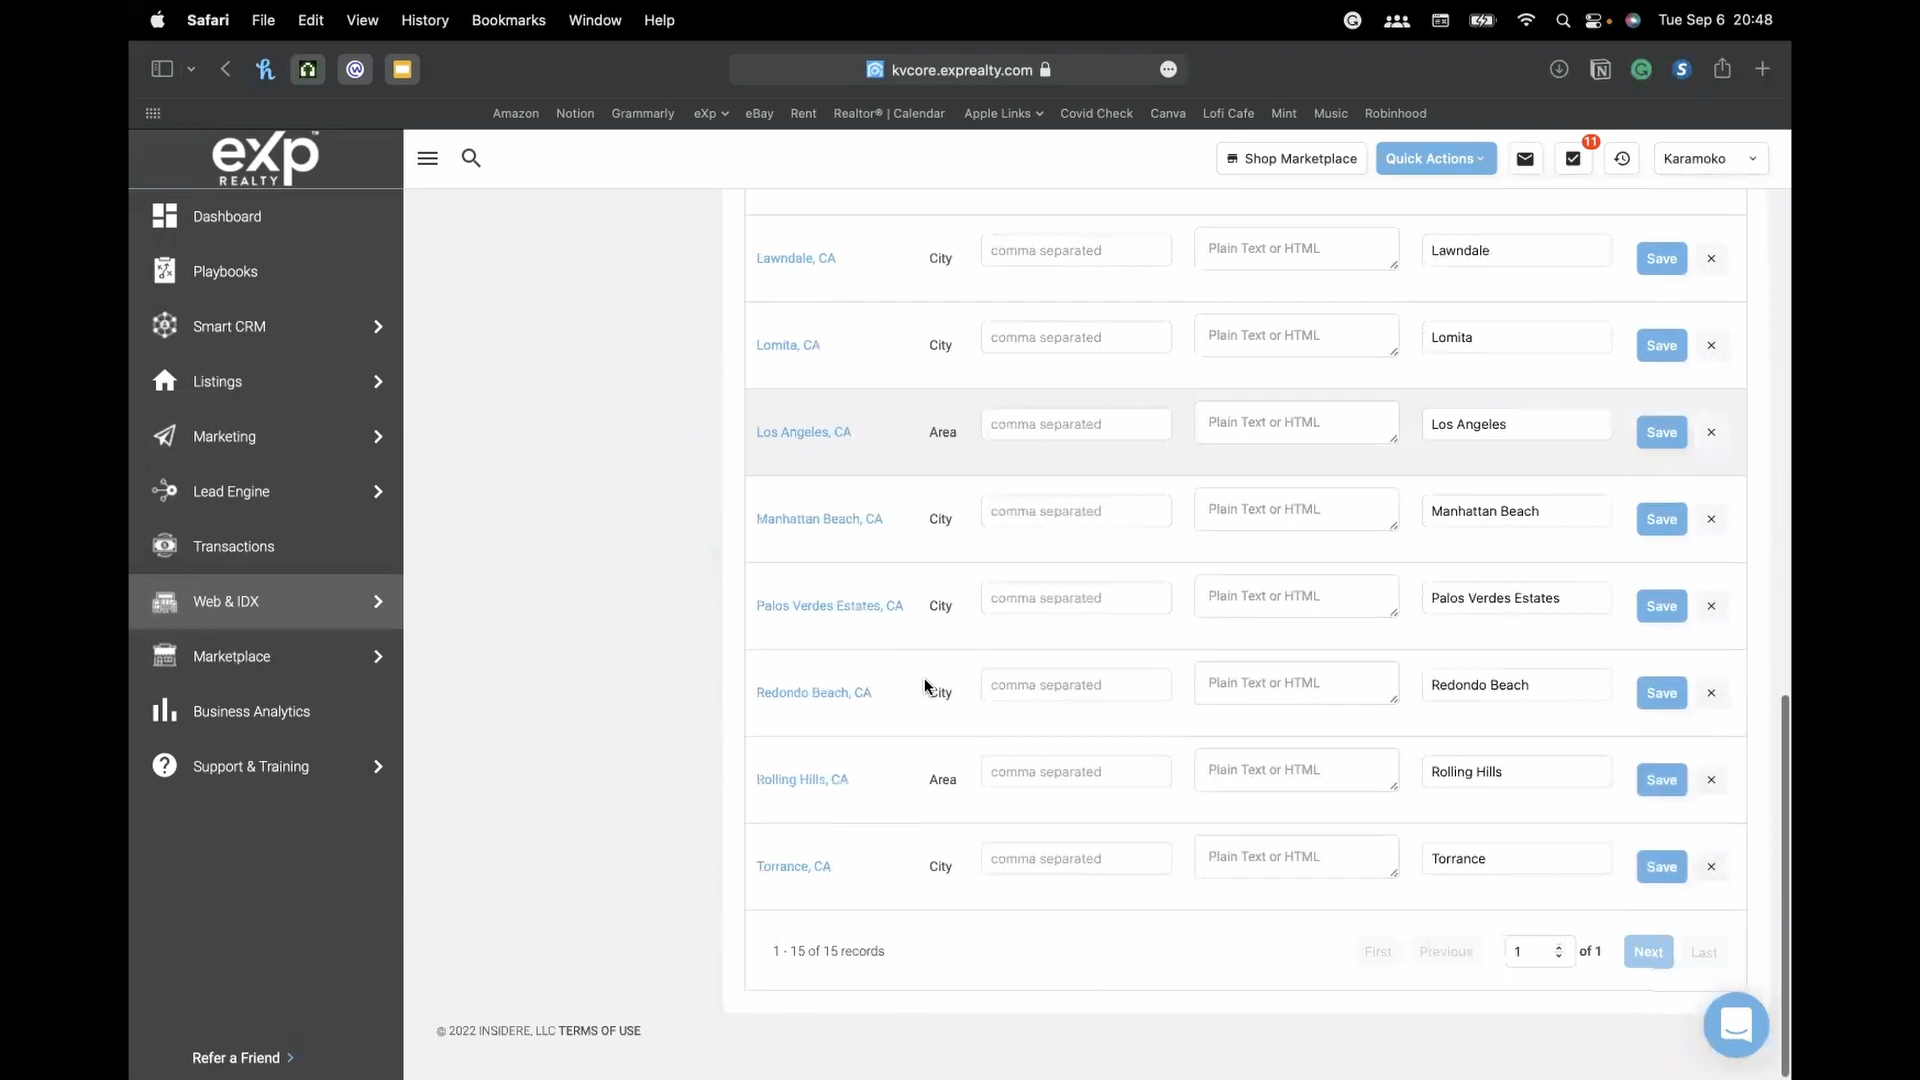 Safari File Edit View History Bookmarks Window Help Tue Sep 6 20:48
kvcore.exprealty.com
Amazon Notion Grammarly eXp eBay Rent Realtor® | Calendar Apple Links Covid Check Canva Lofi Cafe Mint Music Robinhood
eXp
REALTY
Shop Marketplace Quick Actions 11 Karamoko
Dashboard
Playbooks
Smart CRM
Listings
Marketing
Lead Engine
Transactions
Web & IDX
Marketplace
Business Analytics
Support & Training
Refer a Friend
Lawndale, CA City comma separated Plain Text or HTML Lawndale Save ×
Lomita, CA City comma separated Plain Text or HTML Lomita Save ×
Los Angeles, CA Area comma separated Plain Text or HTML Los Angeles Save ×
Manhattan Beach, CA City comma separated Plain Text or HTML Manhattan Beach Save ×
Palos Verdes Estates, CA City comma separated Plain Text or HTML Palos Verdes Estates Save ×
Redondo Beach, CA City comma separated Plain Text or HTML Redondo Beach Save ×
Rolling Hills, CA Area comma separated Plain Text or HTML Rolling Hills Save ×
Torrance, CA City comma separated Plain Text or HTML Torrance Save ×
1 - 15 of 15 records First Previous 1 of 1 Next Last
© 2022 INSIDERE, LLC TERMS OF USE